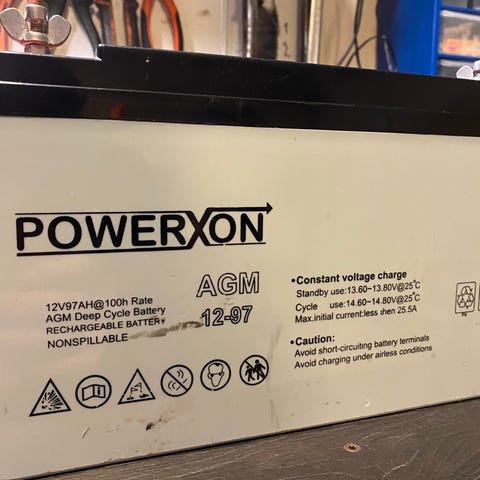 POWERXON
AGM
12-97
12V97AH@100h Rate
AGM Deep Cycle Battery
RECHARGEABLE BATTERY
NONSPILLABLE
•Constant voltage charge
Standby use:13.60~13.80V@25℃
Cycle use:14.60~14.80V@25℃
Max.initial current:less then 25.5A
•Caution:
Avoid short-circuiting battery terminals
Avoid charging under airless conditions